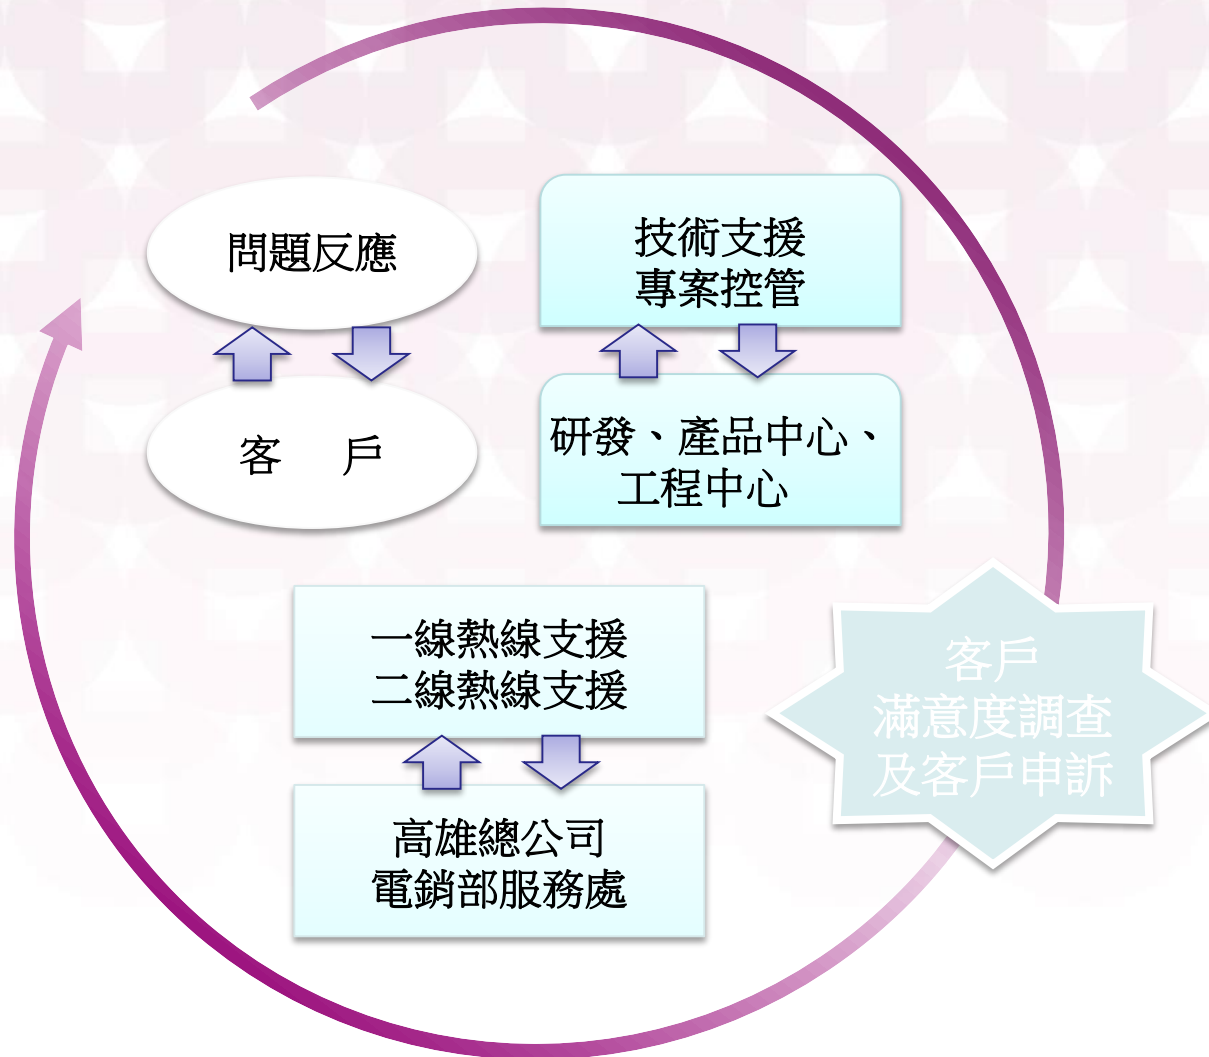 問題反應
客 戶
技術支援
專案控管
研發、產品中心、
工程中心
一線熱線支援
二線熱線支援
高雄總公司
電銷部服務處
客戶
滿意度調查
及客戶申訴